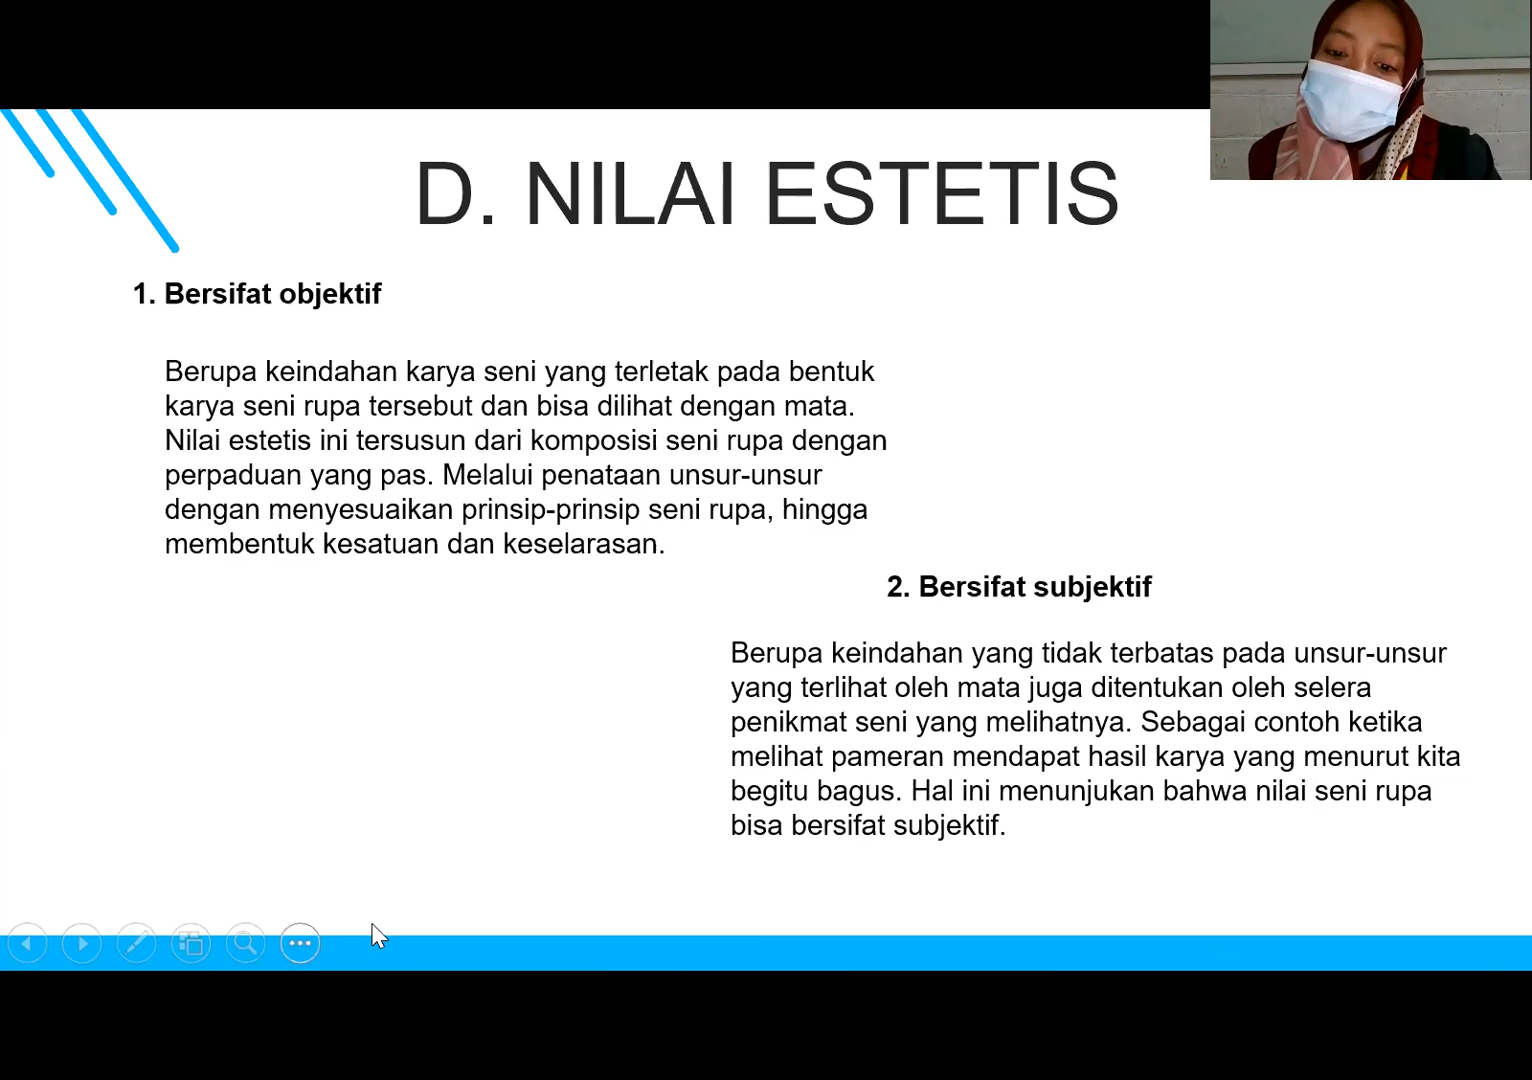 D. NILAI ESTETIS
1. Bersifat objektif
Berupa keindahan karya seni yang terletak pada bentuk
karya seni rupa tersebut dan bisa dilihat dengan mata.
Nilai estetis ini tersusun dari komposisi seni rupa dengan
perpaduan yang pas. Melalui penataan unsur-unsur
dengan menyesuaikan prinsip-prinsip seni rupa, hingga
membentuk kesatuan dan keselarasan.
2. Bersifat subjektif
Berupa keindahan yang tidak terbatas pada unsur-unsur
yang terlihat oleh mata juga ditentukan oleh selera
penikmat seni yang melihatnya. Sebagai contoh ketika
melihat pameran mendapat hasil karya yang menurut kita
begitu bagus. Hal ini menunjukan bahwa nilai seni rupa
bisa bersifat subjektif.